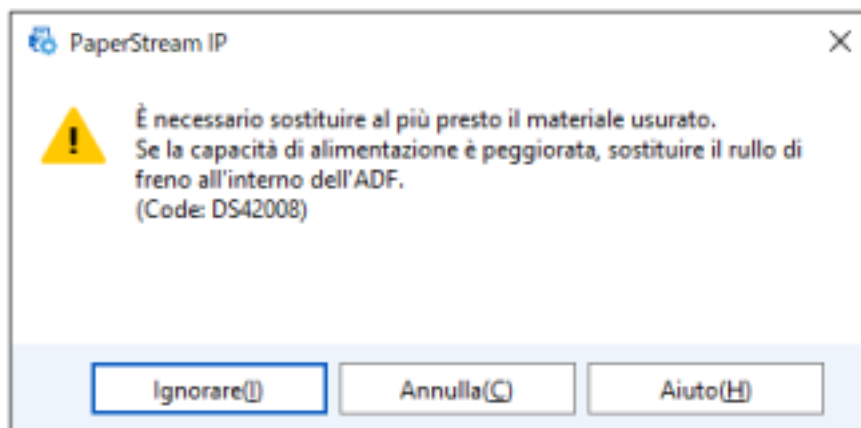 PaperStream IP
È necessario sostituire al più presto il materiale usurato.
Se la capacità di alimentazione è peggiorata, sostituire il rullo di
freno all'interno dell'ADF.
(Code: DS42008)
Ignorare(I) Annulla(C) Aiuto(H)